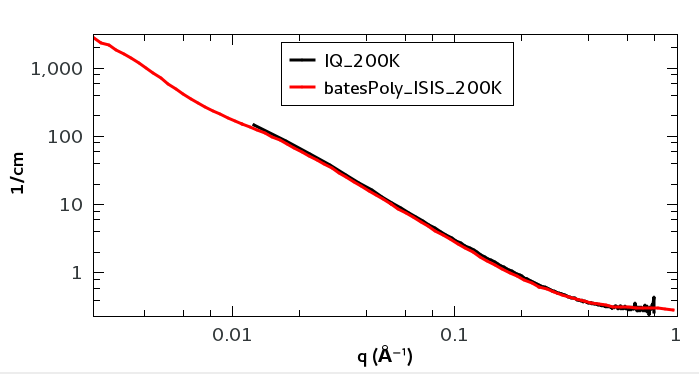 1,000
100
10
1
1/cm
IQ_200K
batesPoly_ISIS_200K
0.01
0.1
1
q (Å⁻¹)